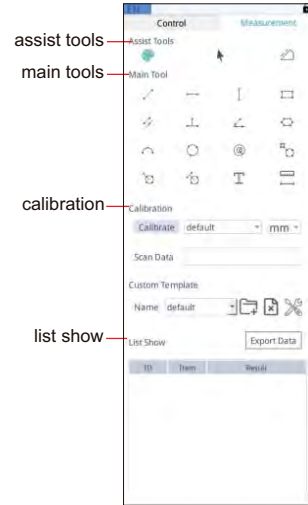 EN
Control Measurement
assist tools
Assist Tools
main tools
Main Tool
T
calibration
Calibration
Calibrate default mm
Scan Data
Custom Template
Name default
list show
List Show Export Data
ID Item Result